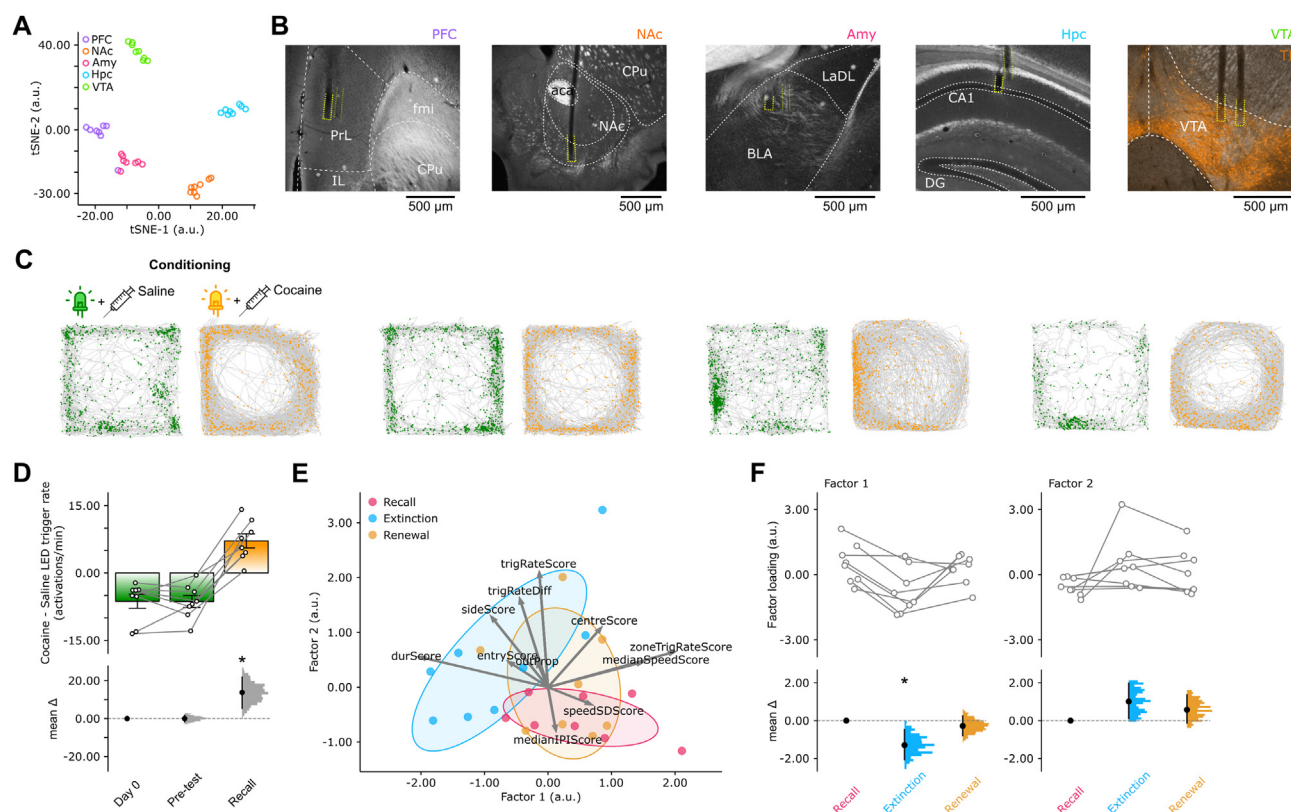 A
40.00
0.00
-30.00
tSNE-2 (a.u.)
PFC
NAc
Amy
Hpc
VTA
-20.00 0.00 20.00
tSNE-1 (a.u.)
B
PFC
PrL
fmi
CPu
IL
500 µm
NAc
CPu
aca
NAc
500 µm
Amy
LaDL
BLA
500 µm
Hpc
CA1
DG
500 µm
VTA
VTA
500 µm
C
Conditioning
+ Saline
+ Cocaine
D
Cocaine - Saline LED trigger rate
(activations/min)
15.00
0.00
-15.00
*
20.00
0.00
-20.00
mean Δ
Day 0
Pre-test
Recall
E
Recall
Extinction
Renewal
3.00
2.00
1.00
0.00
-1.00
Factor 2 (a.u.)
trigRateScore
trigRateDiff
sideScore
centreScore
zoneTrigRateScore
durScore
entryScore
outProp
medianSpeedScore
speedSDScore
medianIPIScore
-2.00 -1.00 0.00 1.00 2.00
Factor 1 (a.u.)
F
Factor 1
Factor 2
Factor loading (a.u.)
3.00
0.00
-3.00
3.00
0.00
-3.00
*
mean Δ
2.00
0.00
-2.00
2.00
0.00
-2.00
Recall
Extinction
Renewal
Recall
Extinction
Renewal